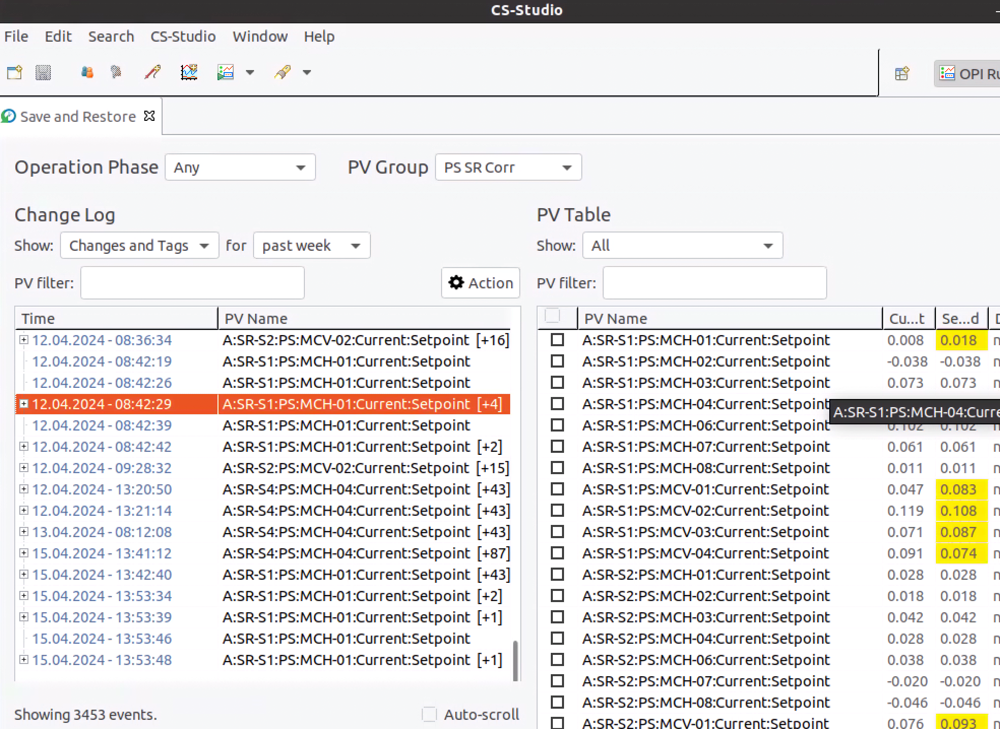 CS-Studio
File Edit Search CS-Studio Window Help
OPI Ru
Save and Restore
Operation Phase Any PV Group PS SR Corr
Change Log
Show: Changes and Tags for past week
PV filter: Action
Time PV Name
12.04.2024 - 08:36:34 A:SR-S2:PS:MCV-02:Current:Setpoint [+16]
12.04.2024 - 08:42:19 A:SR-S1:PS:MCH-01:Current:Setpoint
12.04.2024 - 08:42:26 A:SR-S1:PS:MCH-01:Current:Setpoint
12.04.2024 - 08:42:29 A:SR-S1:PS:MCH-01:Current:Setpoint [+4]
12.04.2024 - 08:42:39 A:SR-S1:PS:MCH-01:Current:Setpoint
12.04.2024 - 08:42:42 A:SR-S1:PS:MCH-01:Current:Setpoint [+2]
12.04.2024 - 09:28:32 A:SR-S2:PS:MCV-02:Current:Setpoint [+15]
12.04.2024 - 13:20:50 A:SR-S4:PS:MCH-04:Current:Setpoint [+43]
12.04.2024 - 13:21:14 A:SR-S4:PS:MCH-04:Current:Setpoint [+43]
13.04.2024 - 08:12:08 A:SR-S4:PS:MCH-04:Current:Setpoint [+43]
15.04.2024 - 13:41:12 A:SR-S4:PS:MCH-04:Current:Setpoint [+87]
15.04.2024 - 13:42:40 A:SR-S1:PS:MCH-01:Current:Setpoint [+43]
15.04.2024 - 13:53:34 A:SR-S1:PS:MCH-01:Current:Setpoint [+2]
15.04.2024 - 13:53:39 A:SR-S1:PS:MCH-01:Current:Setpoint [+1]
15.04.2024 - 13:53:46 A:SR-S1:PS:MCH-01:Current:Setpoint
15.04.2024 - 13:53:48 A:SR-S1:PS:MCH-01:Current:Setpoint [+1]
Showing 3453 events. Auto-scroll
PV Table
Show: All
PV filter:
PV Name Cu...t Se...d
A:SR-S1:PS:MCH-01:Current:Setpoint 0.008 0.018
A:SR-S1:PS:MCH-02:Current:Setpoint -0.038 -0.038
A:SR-S1:PS:MCH-03:Current:Setpoint 0.073 0.073
A:SR-S1:PS:MCH-04:Current:Setpoint
A:SR-S1:PS:MCH-04:Curre
A:SR-S1:PS:MCH-06:Current:Setpoint 0.102 0.102
A:SR-S1:PS:MCH-07:Current:Setpoint 0.061 0.061
A:SR-S1:PS:MCH-08:Current:Setpoint 0.011 0.011
A:SR-S1:PS:MCV-01:Current:Setpoint 0.047 0.083
A:SR-S1:PS:MCV-02:Current:Setpoint 0.119 0.108
A:SR-S1:PS:MCV-03:Current:Setpoint 0.071 0.087
A:SR-S1:PS:MCV-04:Current:Setpoint 0.091 0.074
A:SR-S2:PS:MCH-01:Current:Setpoint 0.028 0.028
A:SR-S2:PS:MCH-02:Current:Setpoint 0.018 0.018
A:SR-S2:PS:MCH-03:Current:Setpoint 0.042 0.042
A:SR-S2:PS:MCH-04:Current:Setpoint 0.028 0.028
A:SR-S2:PS:MCH-06:Current:Setpoint 0.038 0.038
A:SR-S2:PS:MCH-07:Current:Setpoint -0.020 -0.020
A:SR-S2:PS:MCH-08:Current:Setpoint -0.046 -0.046
A:SR-S2:PS:MCV-01:Current:Setpoint 0.076 0.093